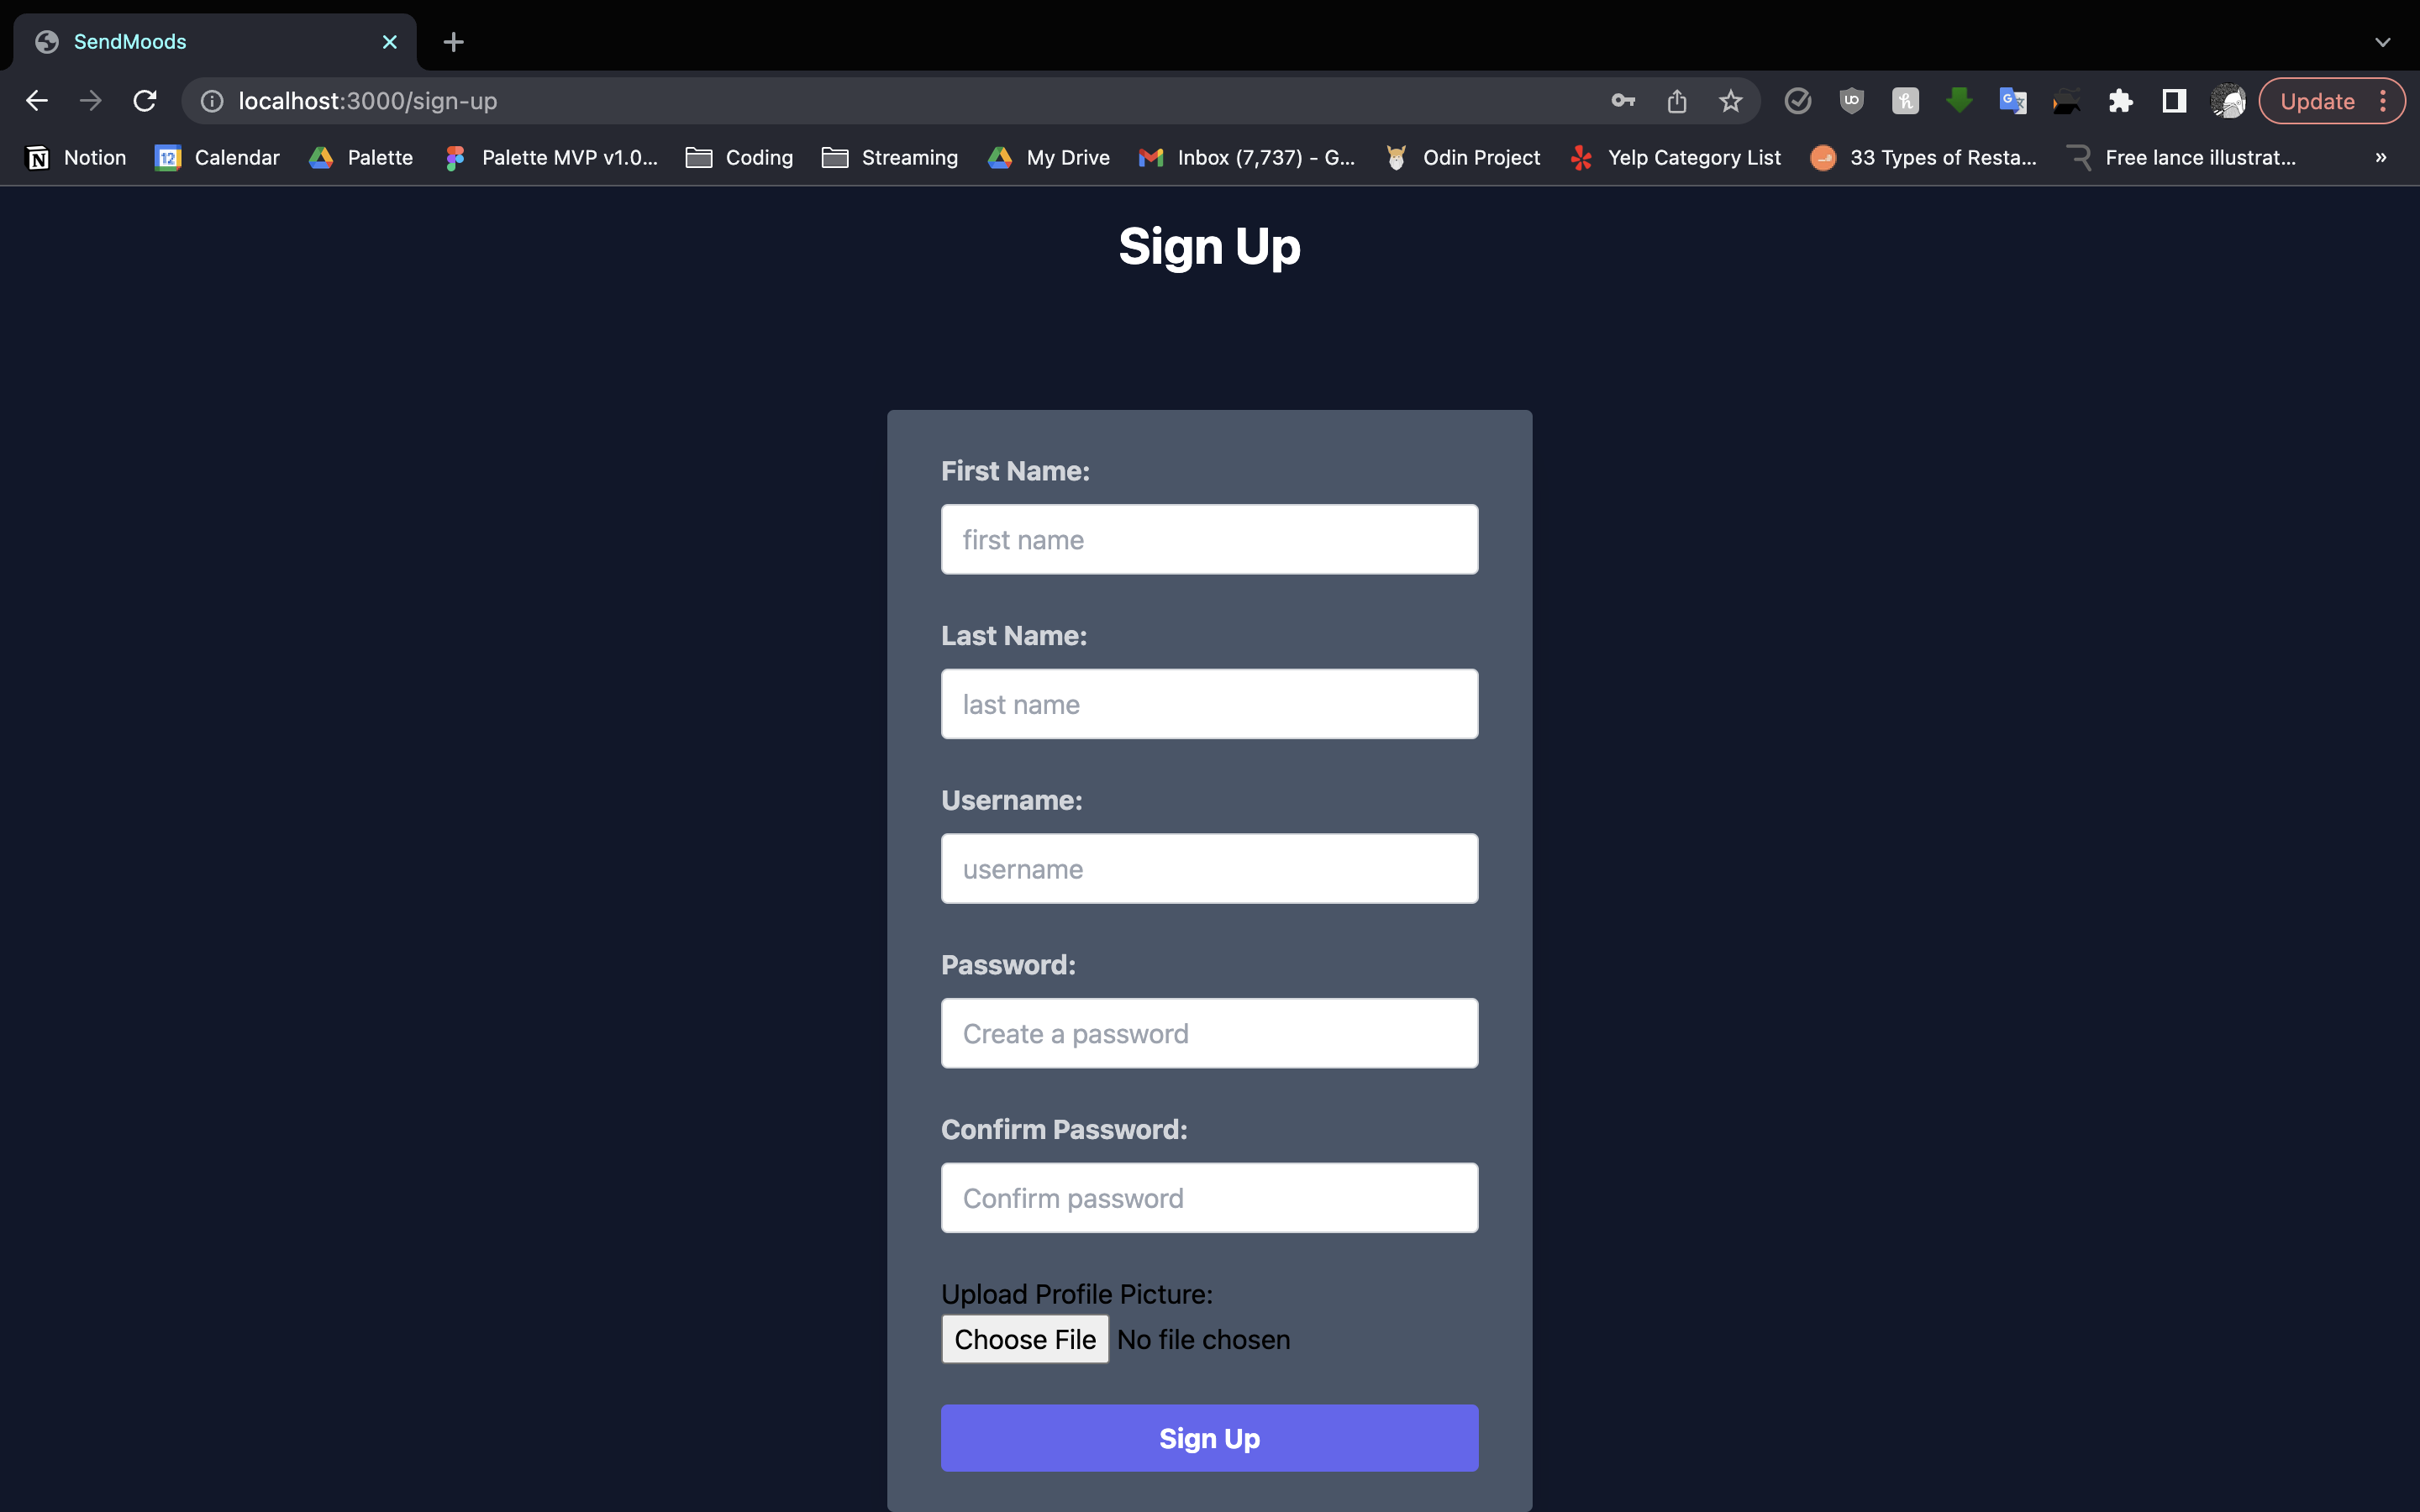 SendMoods
localhost:3000/sign-up
Update
Notion
12 Calendar
Palette
Palette MVP v1.0...
Coding
Streaming
My Drive
Inbox (7,737) - G...
Odin Project
Yelp Category List
33 Types of Resta...
Free lance illustrat...
»
Sign Up
First Name:
first name
Last Name:
last name
Username:
username
Password:
Create a password
Confirm Password:
Confirm password
Upload Profile Picture:
Choose File No file chosen
Sign Up